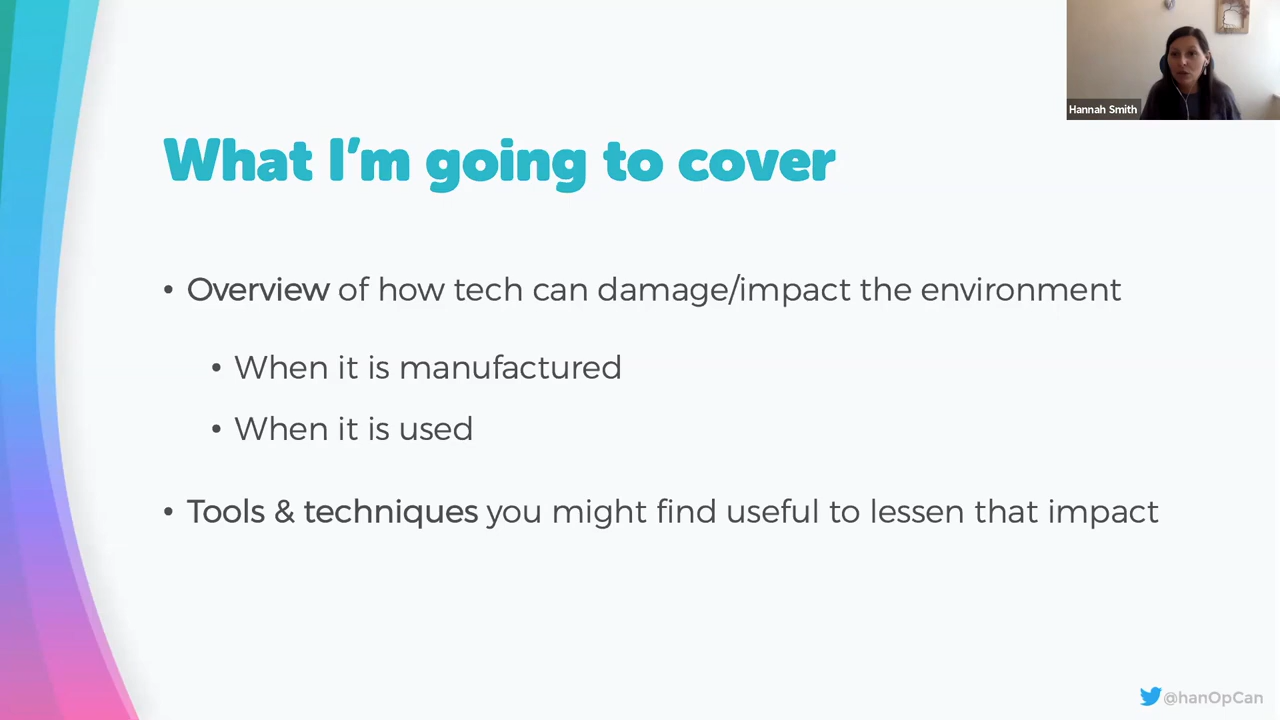 Hannah Smith
What I'm going to cover
• Overview of how tech can damage/impact the environment
• When it is manufactured
• When it is used
• Tools & techniques you might find useful to lessen that impact
@hanOpCan